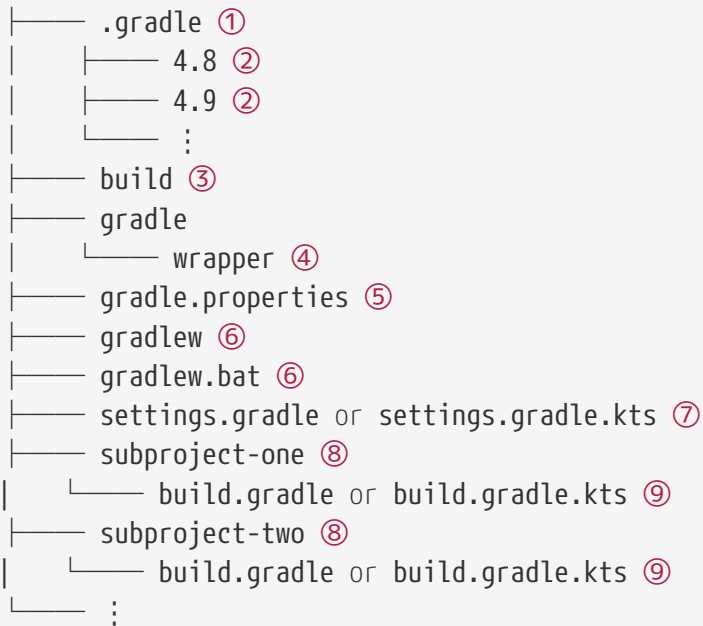 ├── .gradle ①
│   ├── 4.8 ②
│   ├── 4.9 ②
│   └── ⋮
├── build ③
├── gradle
│   └── wrapper ④
├── gradle.properties ⑤
├── gradlew ⑥
├── gradlew.bat ⑥
├── settings.gradle or settings.gradle.kts ⑦
├── subproject-one ⑧
|   └── build.gradle or build.gradle.kts ⑨
├── subproject-two ⑧
|   └── build.gradle or build.gradle.kts ⑨
└── ⋮